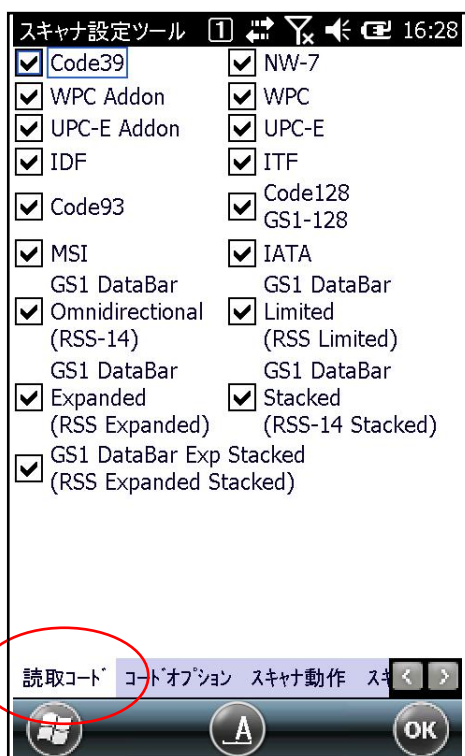 スキャナ設定ツール 1 16:28
Code39 NW-7
WPC Addon WPC
UPC-E Addon UPC-E
IDF ITF
Code93 Code128
GS1-128
MSI IATA
GS1 DataBar
Omnidirectional
(RSS-14)
GS1 DataBar
Limited
(RSS Limited)
GS1 DataBar
Expanded
(RSS Expanded)
GS1 DataBar
Stacked
(RSS-14 Stacked)
GS1 DataBar Exp Stacked
(RSS Expanded Stacked)
読取コード コードオプション スキャナ動作 スキ
A OK